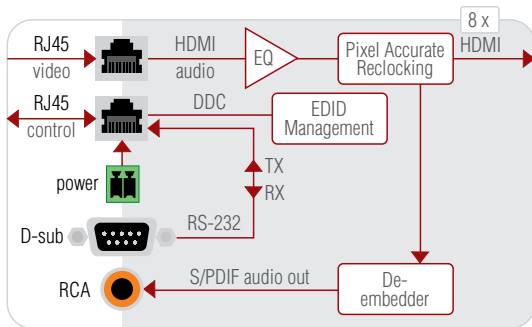 8 x
RJ45
video
HDMI
audio
EQ
Pixel Accurate
Reclocking
HDMI
RJ45
control
DDC
EDID
Management
power
TX
RX
D-sub
RS-232
RCA
S/PDIF audio out
De-
embedder